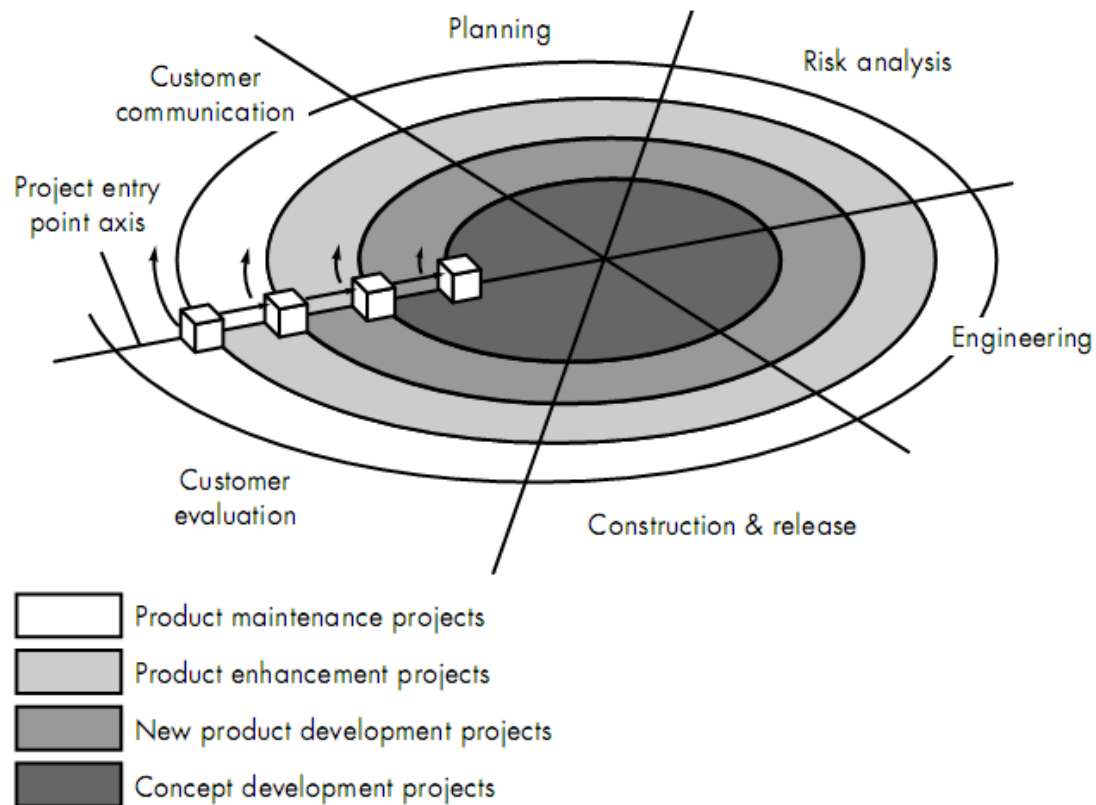 Planning
Risk analysis
Customer
communication
Project entry
point axis
Engineering
Customer
evaluation
Construction & release
Product maintenance projects
Product enhancement projects
New product development projects
Concept development projects